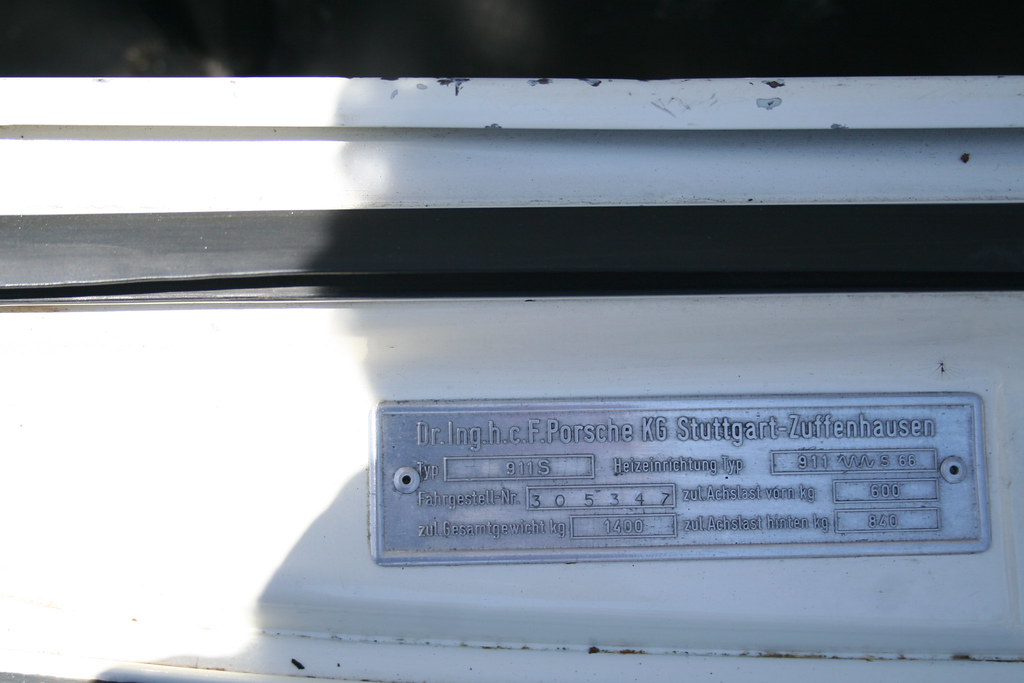 Dr.Ing.h.c.F.Porsche KG Stuttgart-Zuffenhausen
Typ 911S Heizeinrichtung Typ 911 S 66
Fahrgestell-Nr. 305347 zul.Achslast vorn kg 600
zul.Gesamtgewicht kg 1400 zul.Achslast hinten kg 840